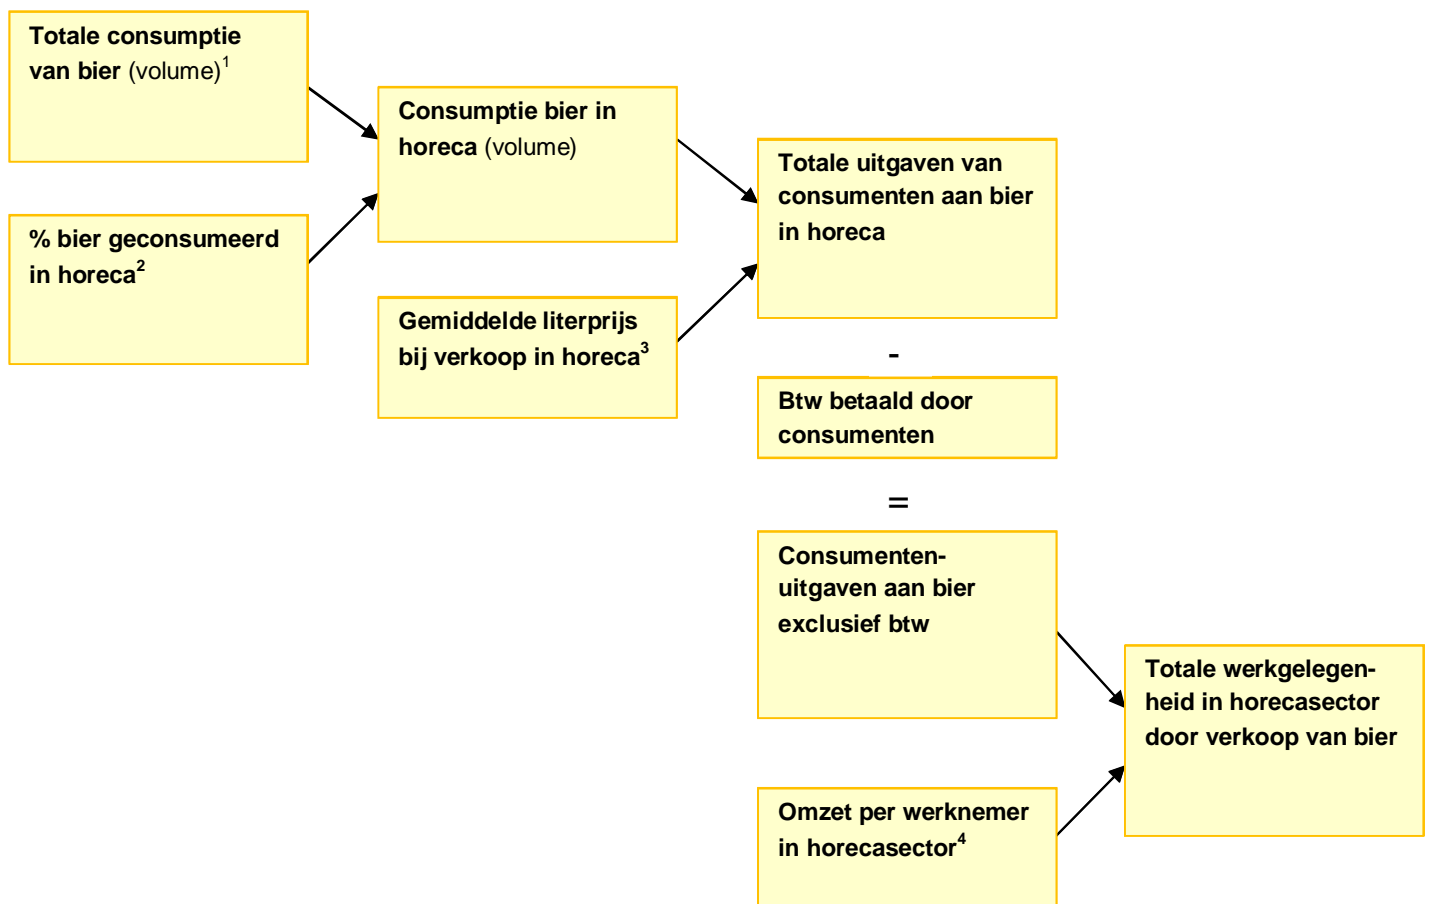 Totale consumptie
van bier (volume)1
% bier geconsumeerd
in horeca2
Consumptie bier in
horeca (volume)
Gemiddelde literprijs
bij verkoop in horeca3
Totale uitgaven van
consumenten aan bier
in horeca
-
Btw betaald door
consumenten
=
Consumenten-
uitgaven aan bier
exclusief btw
Omzet per werknemer
in horecasector4
Totale werkgelegen-
heid in horecasector
door verkoop van bier